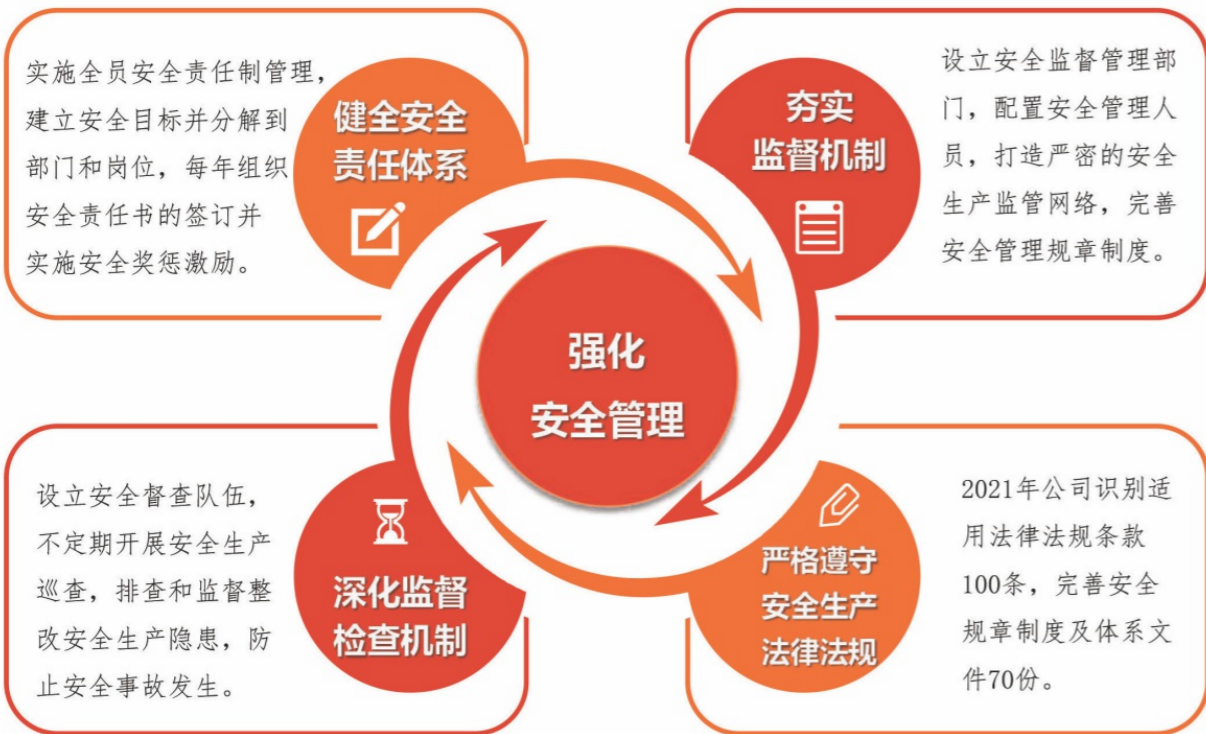 实施全员安全责任制管理，
建立安全目标并分解到
部门和岗位，每年组织
安全责任书的签订并
实施安全奖惩激励。
健全安全
责任体系
夯实
监督机制
设立安全监督管理部
门，配置安全管理人
员，打造严密的安全
生产监管网络，完善
安全管理规章制度。
强化
安全管理
设立安全督查队伍，
不定期开展安全生产
巡查，排查和监督整
改安全生产隐患，防
止安全事故发生。
深化监督
检查机制
严格遵守
安全生产
法律法规
2021年公司识别适
用法律法规条款
100条，完善安全
规章制度及体系文
件70份。